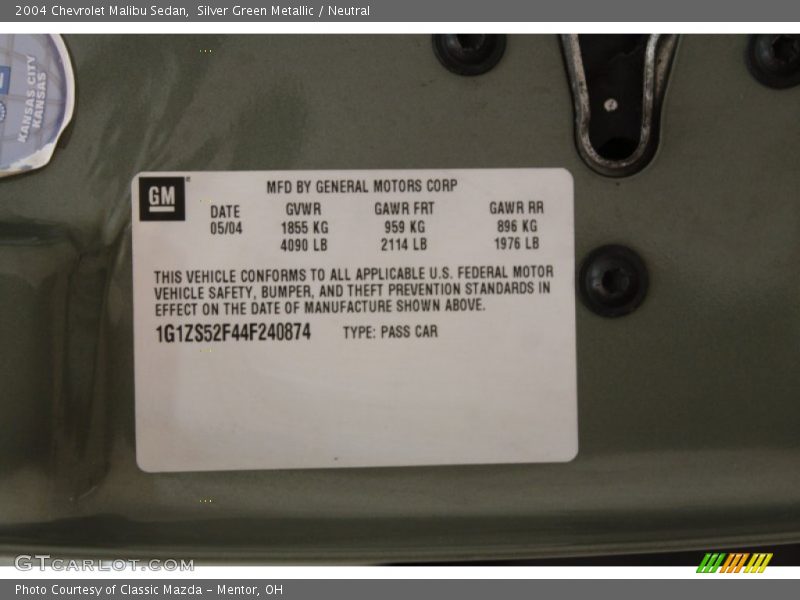 2004 Chevrolet Malibu Sedan,  Silver Green Metallic / Neutral
KANSAS CITY
KANSAS
GM
MFD BY GENERAL MOTORS CORP
DATE GVWR GAWR FRT GAWR RR
05/04 1855 KG 959 KG 896 KG
4090 LB 2114 LB 1976 LB
THIS VEHICLE CONFORMS TO ALL APPLICABLE U.S. FEDERAL MOTOR
VEHICLE SAFETY, BUMPER, AND THEFT PREVENTION STANDARDS IN
EFFECT ON THE DATE OF MANUFACTURE SHOWN ABOVE.
1G1ZS52F44F240874 TYPE: PASS CAR
GTCARLOT.COM
Photo Courtesy of Classic Mazda - Mentor, OH